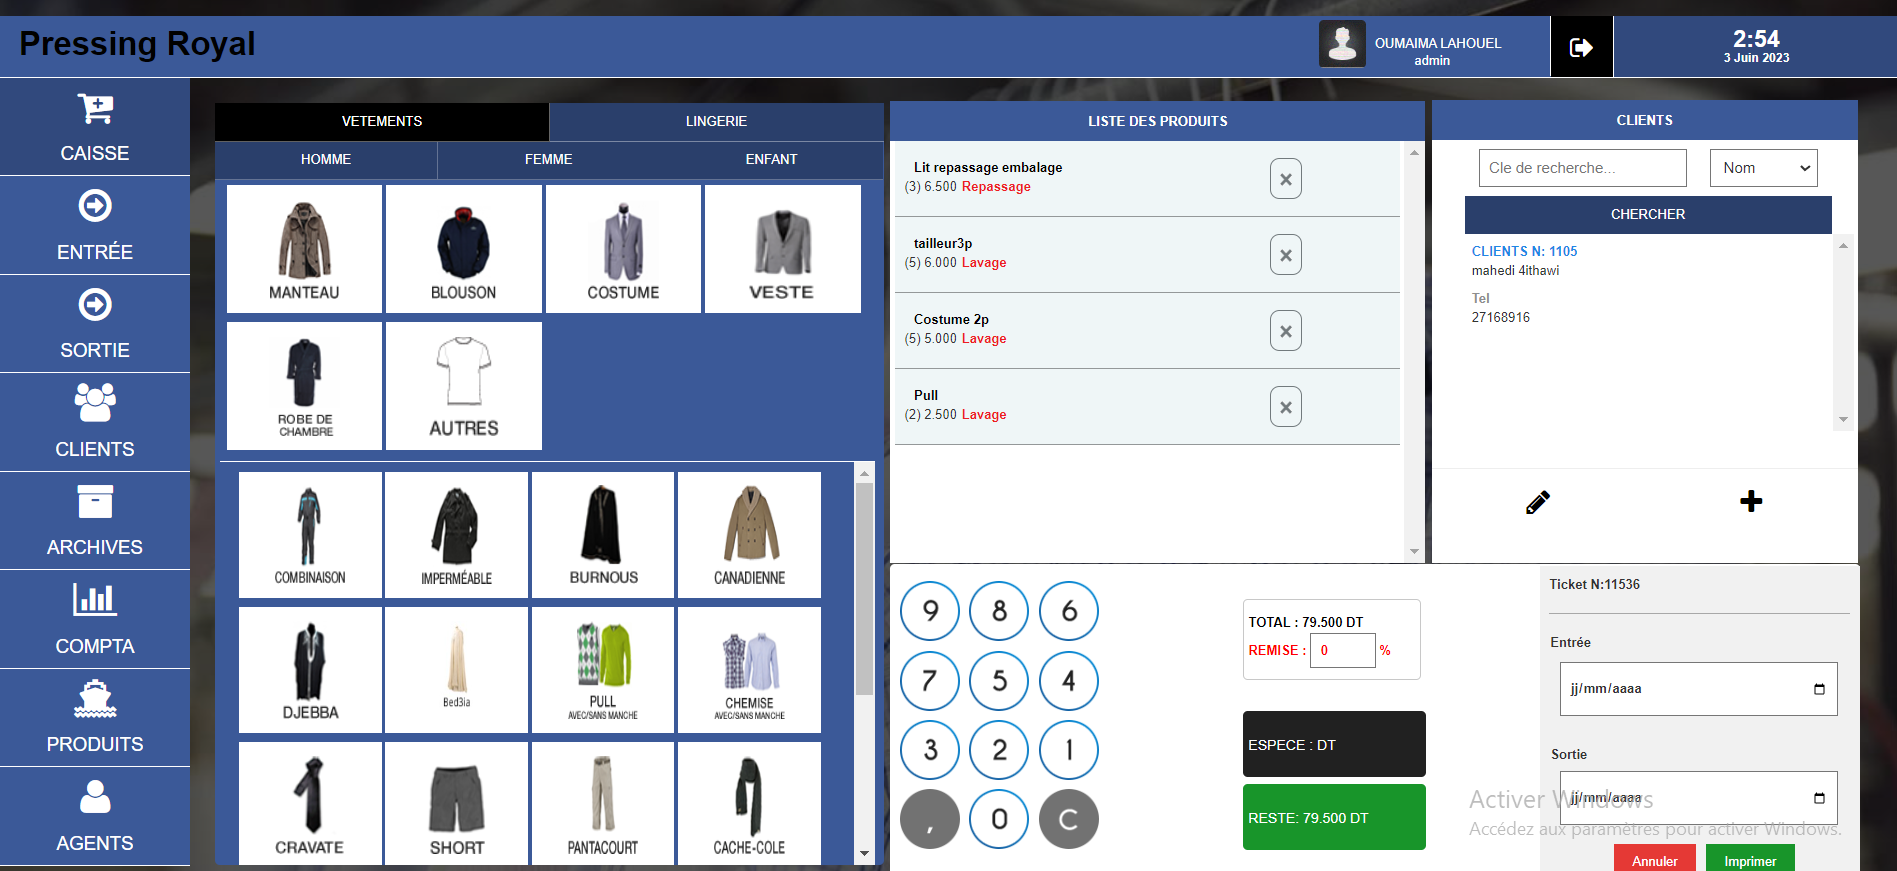 Pressing Royal
OUMAIMA LAHOUEL
admin
2:54
3 Juin 2023
CAISSE
ENTRÉE
SORTIE
CLIENTS
ARCHIVES
COMPTA
PRODUITS
AGENTS
VETEMENTS
LINGERIE
HOMME
FEMME
ENFANT
MANTEAU
BLOUSON
COSTUME
VESTE
ROBE DE
CHAMBRE
AUTRES
COMBINAISON
IMPERMÉABLE
BURNOUS
CANADIENNE
DJEBBA
Bed3ia
PULL
AVEC/SANS MANCHE
CHEMISE
AVEC/SANS MANCHE
CRAVATE
SHORT
PANTACOURT
CACHE-COLE
LISTE DES PRODUITS
Lit repassage embalage
(3) 6.500 Repassage
tailleur3p
(5) 6.000 Lavage
Costume 2p
(5) 5.000 Lavage
Pull
(2) 2.500 Lavage
CLIENTS
Cle de recherche...
Nom
CHERCHER
CLIENTS N: 1105
mahedi 4ithawi
Tel
27168916
9 8 6
7 5 4
3 2 1
, 0 C
TOTAL : 79.500 DT
REMISE : 0 %
ESPECE : DT
RESTE: 79.500 DT
Ticket N:11536
Entrée
jj/mm/aaaa
Sortie
jj/mm/aaaa
Activer Windows
Accédez aux paramètres pour activer Windows.
Annuler
Imprimer